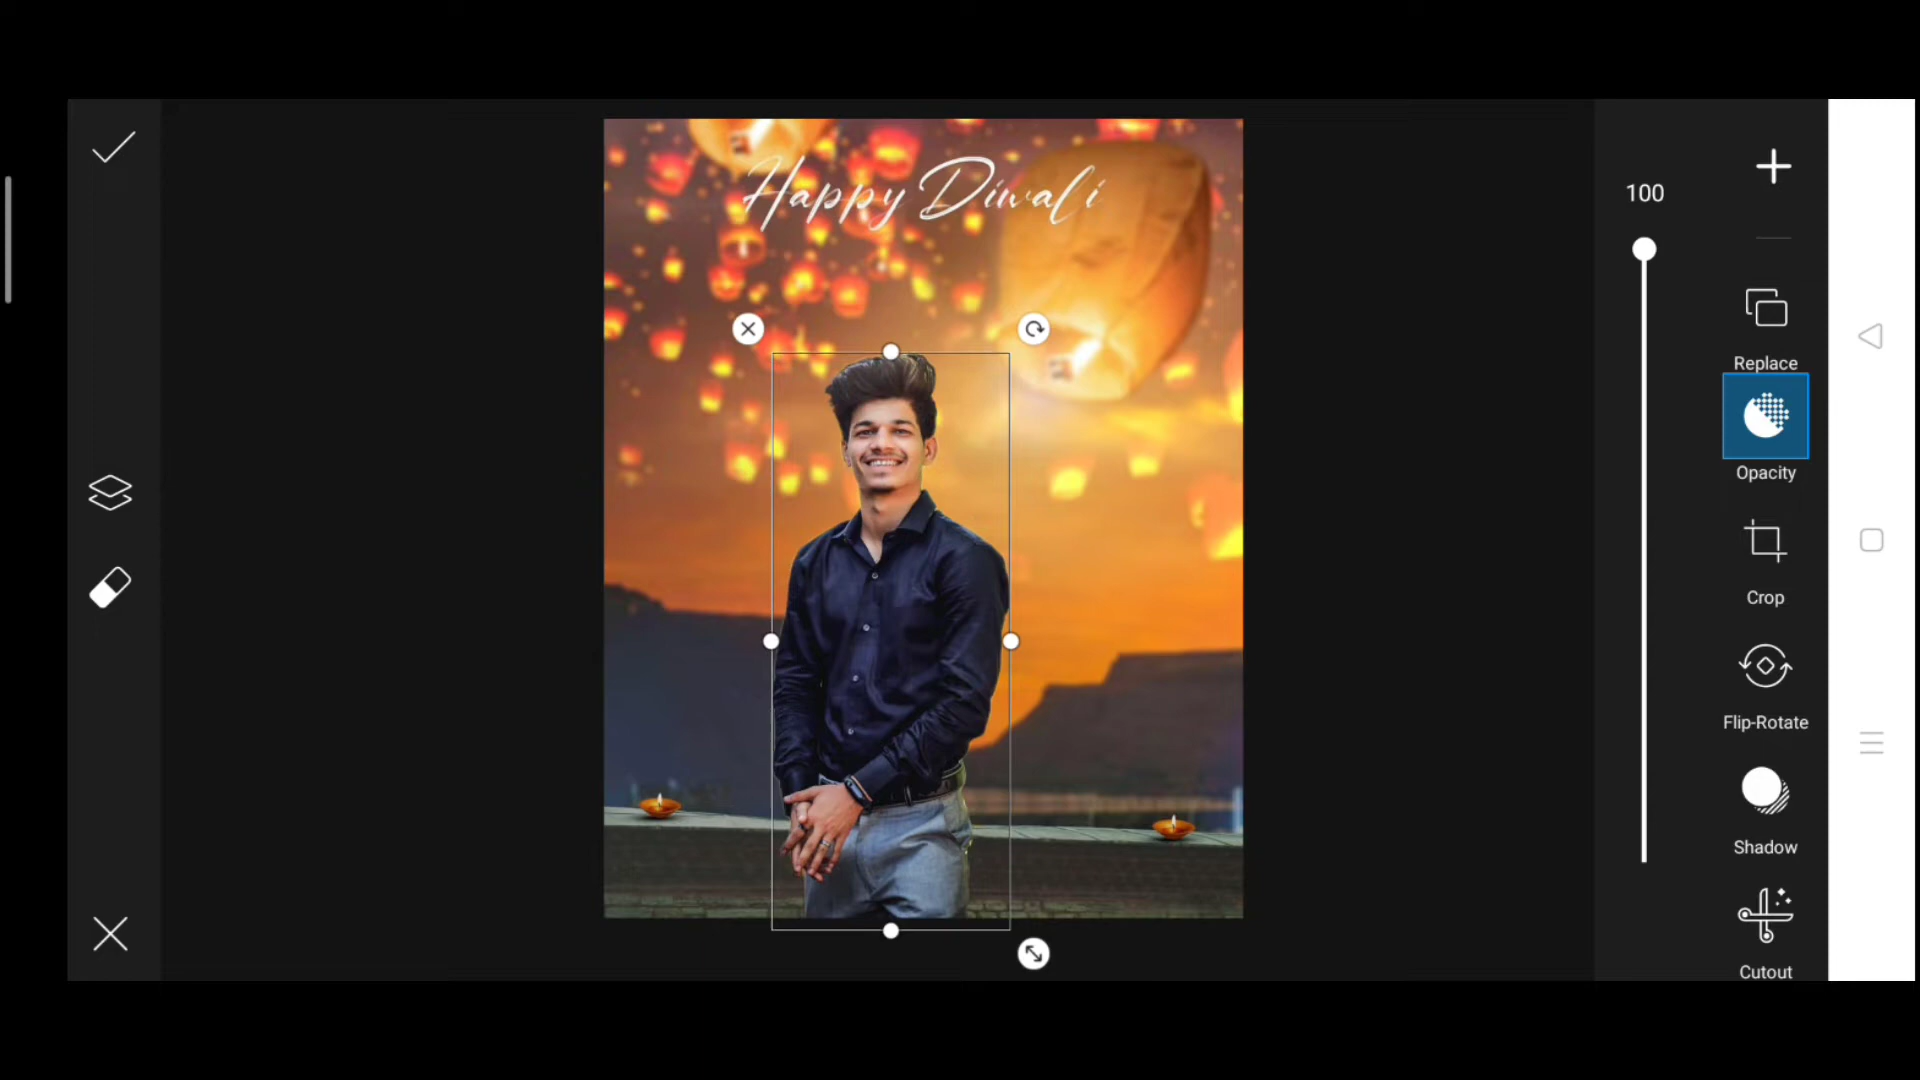 Happy Diwali
100
Replace
Opacity
Crop
Flip-Rotate
Shadow
Cutout